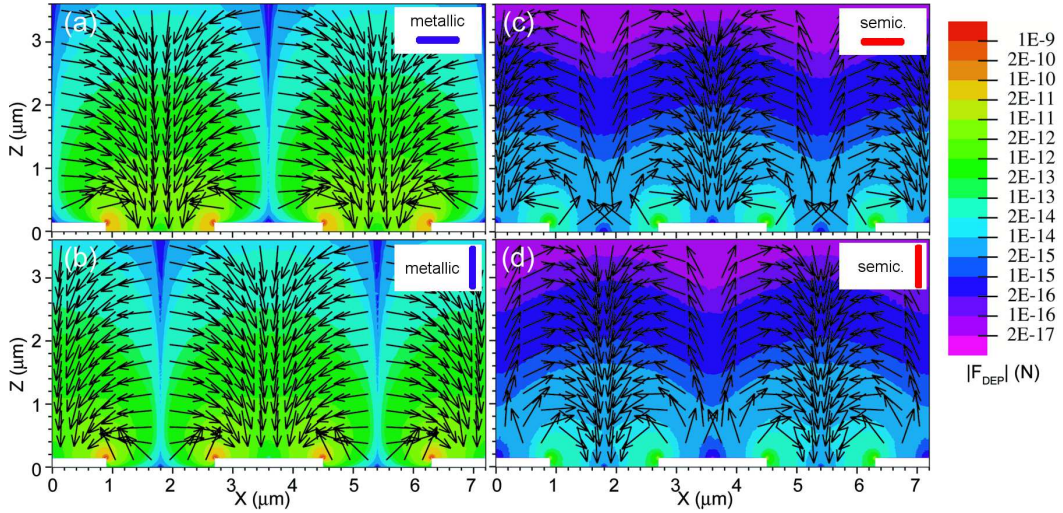 (a)
metallic
3
2
1
0
Z (μm)
(b)
metallic
3
2
1
0
Z (μm)
0 1 2 3 4 5 6 7
X (μm)
(c)
semic.
(d)
semic.
0 1 2 3 4 5 6 7
X (μm)
1E-9
2E-10
1E-10
2E-11
1E-11
2E-12
1E-12
2E-13
1E-13
2E-14
1E-14
2E-15
1E-15
2E-16
1E-16
2E-17
|F_DEP| (N)